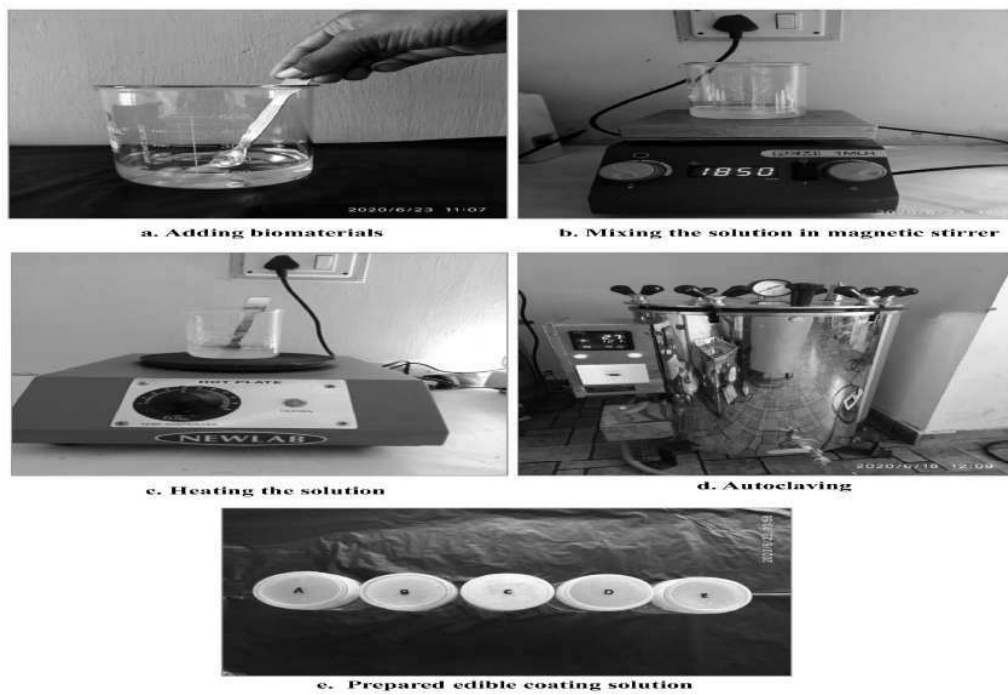 2020/6/23 11:07
1850
a. Adding biomaterials
b. Mixing the solution in magnetic stirrer
HOT PLATE
NEWLAB
2020/6/18 12:09
c. Heating the solution
d. Autoclaving
A B C D E
e. Prepared edible coating solution